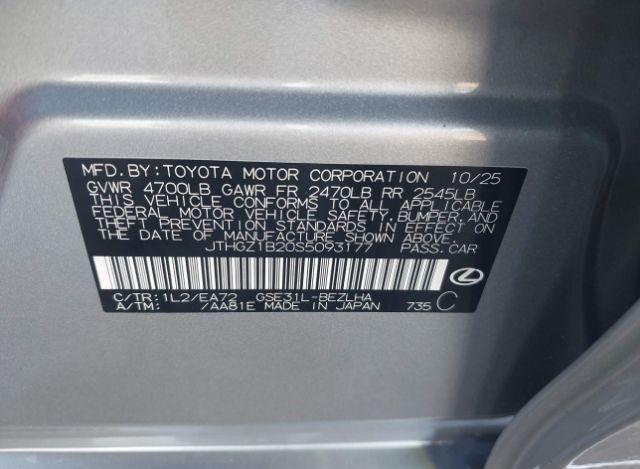 MFD.BY:TOYOTA MOTOR CORPORATION 10/25
GVWR 4700LB GAWR FR 2470LB RR 2545LB
THIS VEHICLE CONFORMS TO ALL APPLICABLE
FEDERAL MOTOR VEHICLE SAFETY, BUMPER, AND
THEFT PREVENTION STANDARDS IN EFFECT ON
THE DATE OF MANUFACTURE SHOWN ABOVE.
JTHGZ1B20S5093177 PASS.CAR
C/TR:1L2/EA72 GSE31L-BEZLHA
A/TM: /AA81E MADE IN JAPAN 735 C